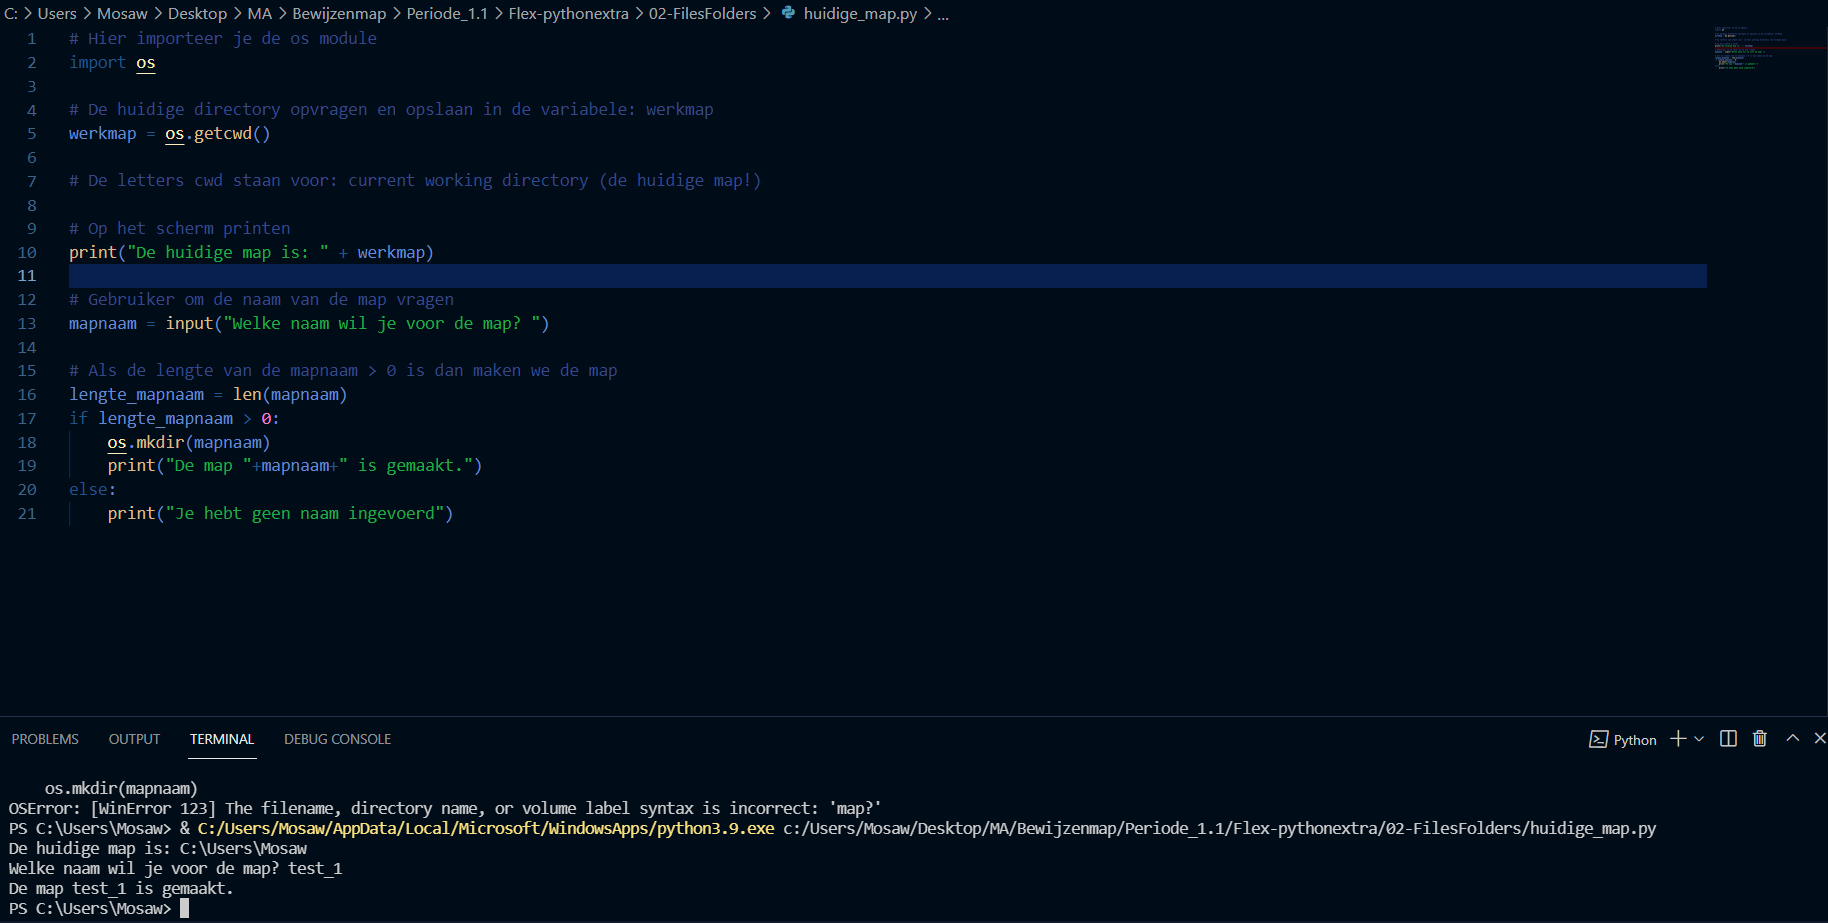 C: > Users > Mosaw > Desktop > MA > Bewijzenmap > Periode_1.1 > Flex-pythonextra > 02-FilesFolders > huidige_map.py > ...
1 # Hier importeer je de os module
2 import os
3
4 # De huidige directory opvragen en opslaan in de variabele: werkmap
5 werkmap = os.getcwd()
6
7 # De letters cwd staan voor: current working directory (de huidige map!)
8
9 # Op het scherm printen
10 print("De huidige map is: " + werkmap)
11
12 # Gebruiker om de naam van de map vragen
13 mapnaam = input("Welke naam wil je voor de map? ")
14
15 # Als de lengte van de mapnaam > 0 is dan maken we de map
16 lengte_mapnaam = len(mapnaam)
17 if lengte_mapnaam > 0:
18     os.mkdir(mapnaam)
19     print("De map "+mapnaam+" is gemaakt.")
20 else:
21     print("Je hebt geen naam ingevoerd")
PROBLEMS OUTPUT TERMINAL DEBUG CONSOLE Python
    os.mkdir(mapnaam)
OSError: [WinError 123] The filename, directory name, or volume label syntax is incorrect: 'map?'
PS C:\Users\Mosaw> & C:/Users/Mosaw/AppData/Local/Microsoft/WindowsApps/python3.9.exe c:/Users/Mosaw/Desktop/MA/Bewijzenmap/Periode_1.1/Flex-pythonextra/02-FilesFolders/huidige_map.py
De huidige map is: C:\Users\Mosaw
Welke naam wil je voor de map? test_1
De map test_1 is gemaakt.
PS C:\Users\Mosaw>